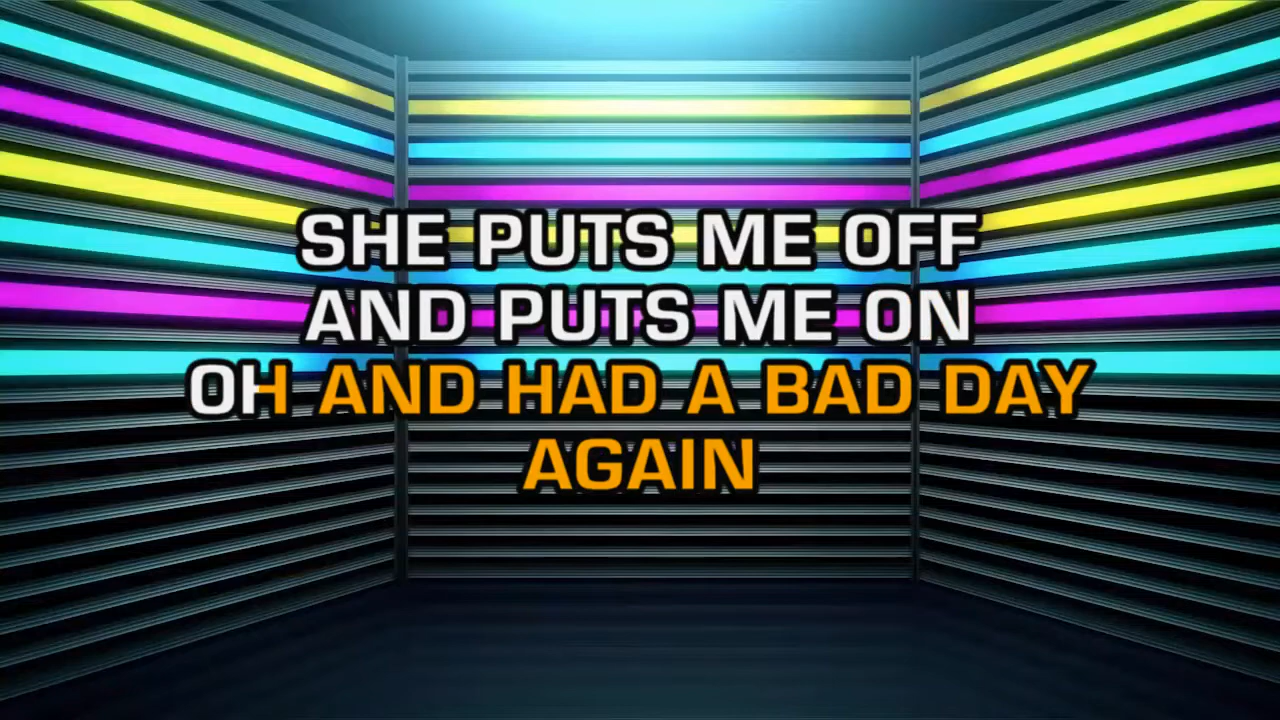 SHE PUTS ME OFF
AND PUTS ME ON
OH AND HAD A BAD DAY
AGAIN